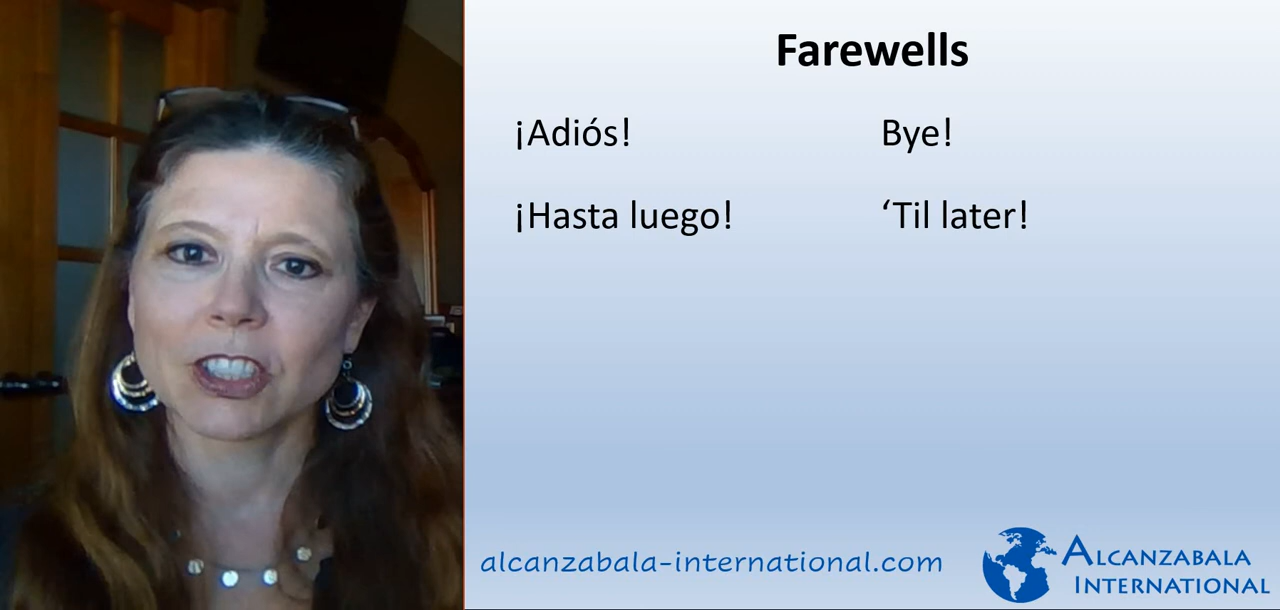 Farewells
¡Adiós! Bye!
¡Hasta luego! ‘Til later!
alcanzabala-international.com
ALCANZABALA
INTERNATIONAL